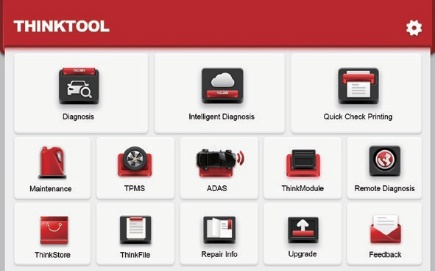 THINKTOOL
Diagnosis
Intelligent Diagnosis
Quick Check Printing
Maintenance
TPMS
ADAS
ThinkModule
Remote Diagnosis
ThinkStore
ThinkFile
Repair Info
Upgrade
Feedback